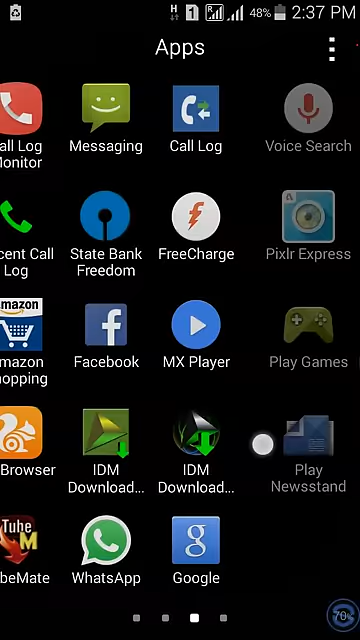 H 1 R 48% 2:37 PM
Apps
all Log
onitor
Messaging
Call Log
Voice Search
cent Call
Log
State Bank
Freedom
FreeCharge
Pixlr Express
amazon
mazon
hopping
Facebook
MX Player
Play Games
Browser
IDM
Download...
IDM
Download...
Play
Newsstand
Tube
M
beMate
WhatsApp
g
Google
70%